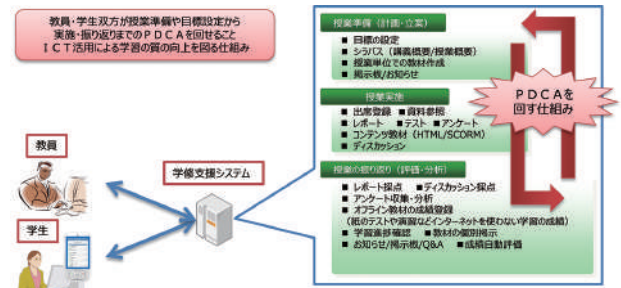 教員・学生双方が授業準備や目標設定から
実施・振り返りまでのPDCAを回せること
ICT活用による学習の質の向上を図る仕組み
教員
学生
学修支援システム
授業準備(計画・立案)
■ 目標の設定
■ シラバス(講義概要/授業概要)
■ 授業単位での教材作成
■ 掲示板/お知らせ
授業実施
■ 出席登録 ■資料参照
■ レポート ■テスト ■アンケート
■ コンテンツ教材(HTML/SCORM)
■ ディスカッション
授業の振り返り(評価・分析)
■ レポート採点 ■ディスカッション採点
■ アンケート収集・分析
■ オフライン教材の成績登録
(紙のテストや演習などインターネットを使わない学習の成績)
■ 学習進捗確認 ■教材の個別掲示
■ お知らせ/掲示板/Q&A ■成績自動評価
PDCAを
回す仕組み